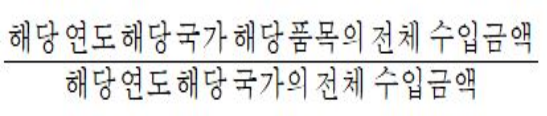 해당 연도 해당 국가 해당 품목의 전체 수입금액
해당 연도 해당 국가의 전체 수입금액